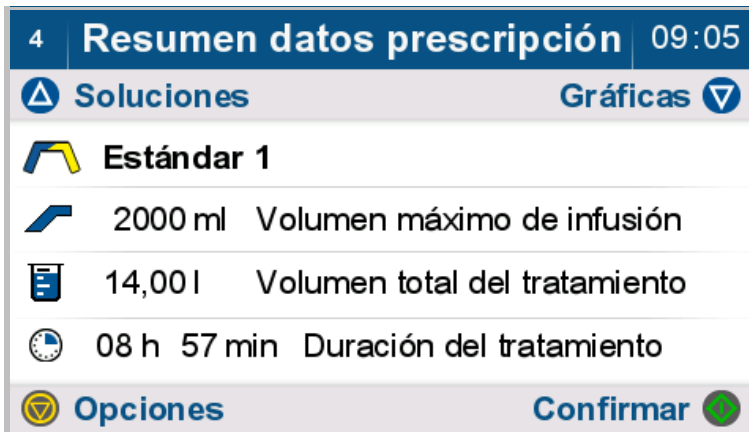 4 Resumen datos prescripción 09:05
Soluciones Gráficas
Estándar 1
2000 ml Volumen máximo de infusión
14,00 l Volumen total del tratamiento
08 h 57 min Duración del tratamiento
Opciones Confirmar